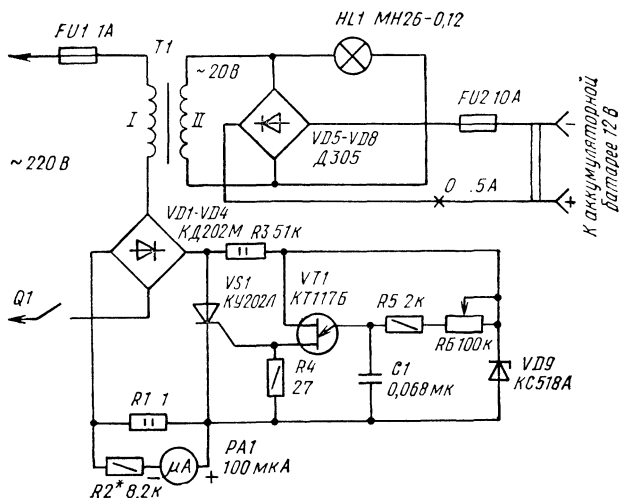 FU1 1А
T1
HL1 МН26-0,12
~20В
I
II
FU2 10А
VD5-VD8
Д305
~220В
0 .5А
-
+
К аккумуляторной
батарее 12 В
VD1-VD4
КД202М
R3 51к
Q1
VS1
КУ202Л
VT1
КТ117Б
R5 2к
R6 100к
R4
27
C1
0,068 мк
VD9
КС518А
R1 1
μA
- +
PA1
100 мкА
R2* 8,2к